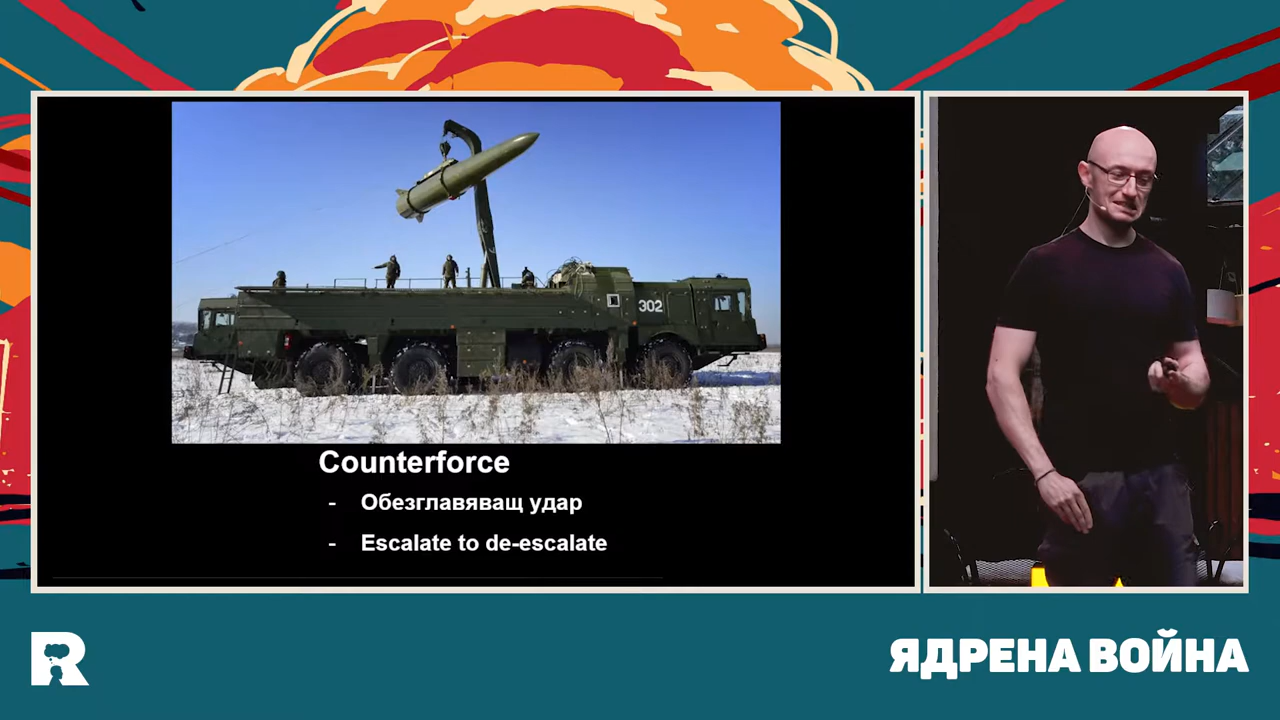 302
Counterforce
- Обезглавяващ удар
- Escalate to de-escalate
R
ЯДРЕНА ВОЙНА